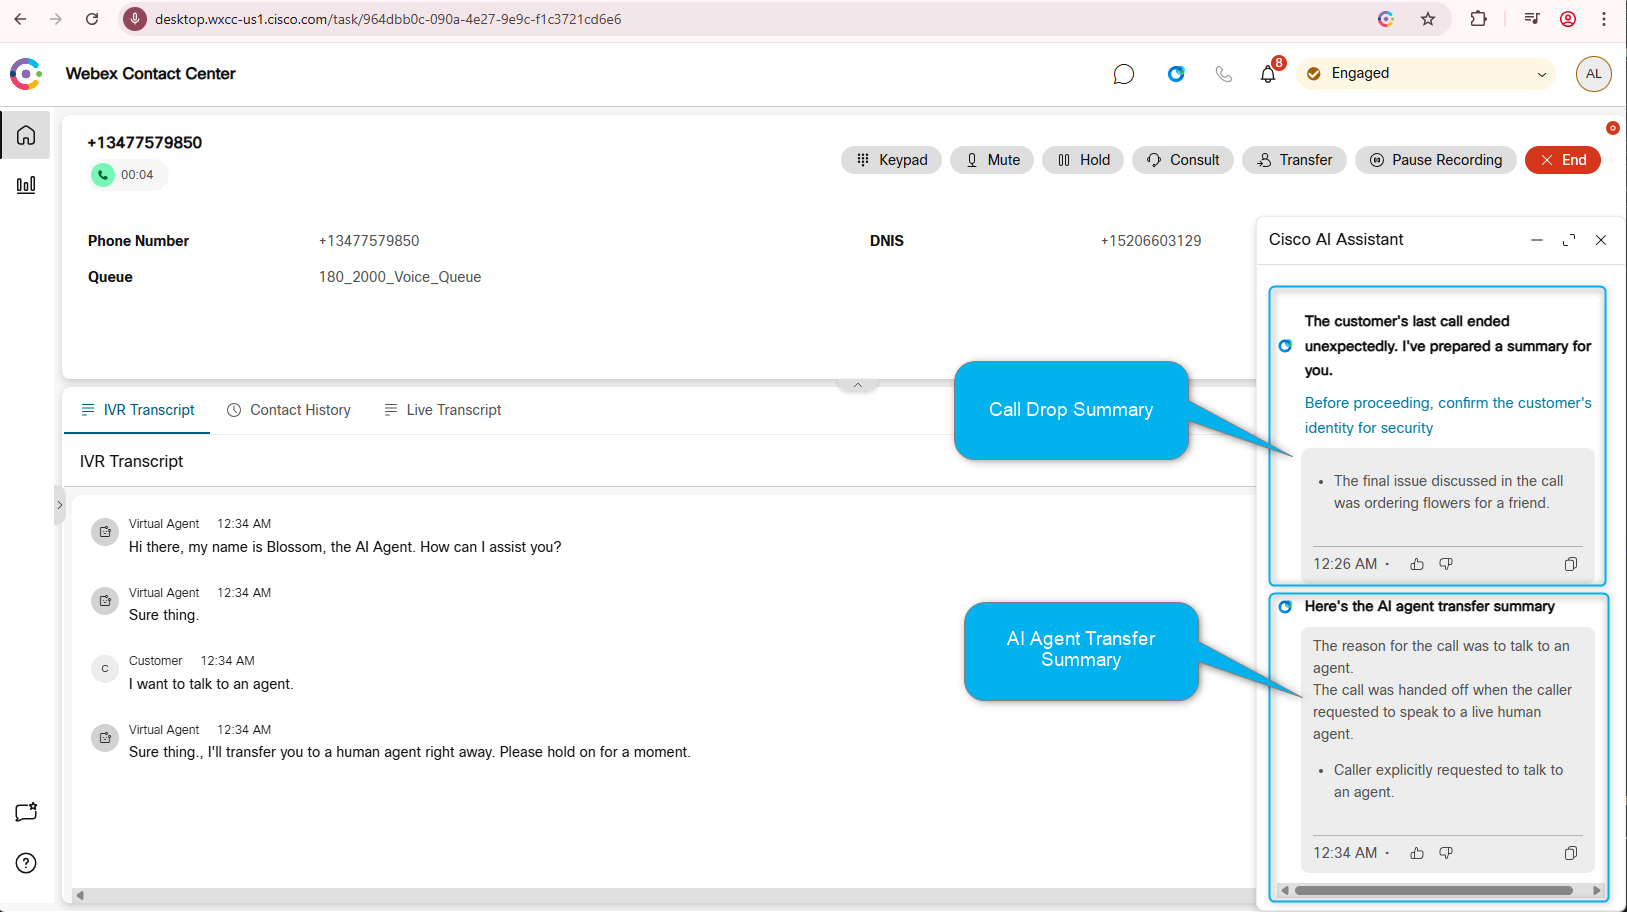 desktop.wxcc-us1.cisco.com/task/964dbb0c-090a-4e27-9e9c-f1c3721cd6e6
Webex Contact Center
8
Engaged
AL
+13477579850
00:04
Keypad
Mute
Hold
Consult
Transfer
Pause Recording
End
Phone Number
+13477579850
DNIS
+15206603129
Queue
180_2000_Voice_Queue
IVR Transcript
Contact History
Live Transcript
IVR Transcript
Virtual Agent 12:34 AM
Hi there, my name is Blossom, the AI Agent. How can I assist you?
Virtual Agent 12:34 AM
Sure thing.
C
Customer 12:34 AM
I want to talk to an agent.
Virtual Agent 12:34 AM
Sure thing., I'll transfer you to a human agent right away. Please hold on for a moment.
Call Drop Summary
AI Agent Transfer
Summary
Cisco AI Assistant
The customer's last call ended
unexpectedly. I've prepared a summary for
you.
Before proceeding, confirm the customer's
identity for security
• The final issue discussed in the call
was ordering flowers for a friend.
12:26 AM •
Here's the AI agent transfer summary
The reason for the call was to talk to an
agent.
The call was handed off when the caller
requested to speak to a live human
agent.
• Caller explicitly requested to talk to
an agent.
12:34 AM •